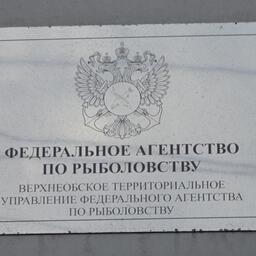 ФЕДЕРАЛЬНОЕ АГЕНТСТВО
ПО РЫБОЛОВСТВУ
ВЕРХНЕОБСКОЕ ТЕРРИТОРИАЛЬНОЕ
УПРАВЛЕНИЕ ФЕДЕРАЛЬНОГО АГЕНТСТВА
ПО РЫБОЛОВСТВУ